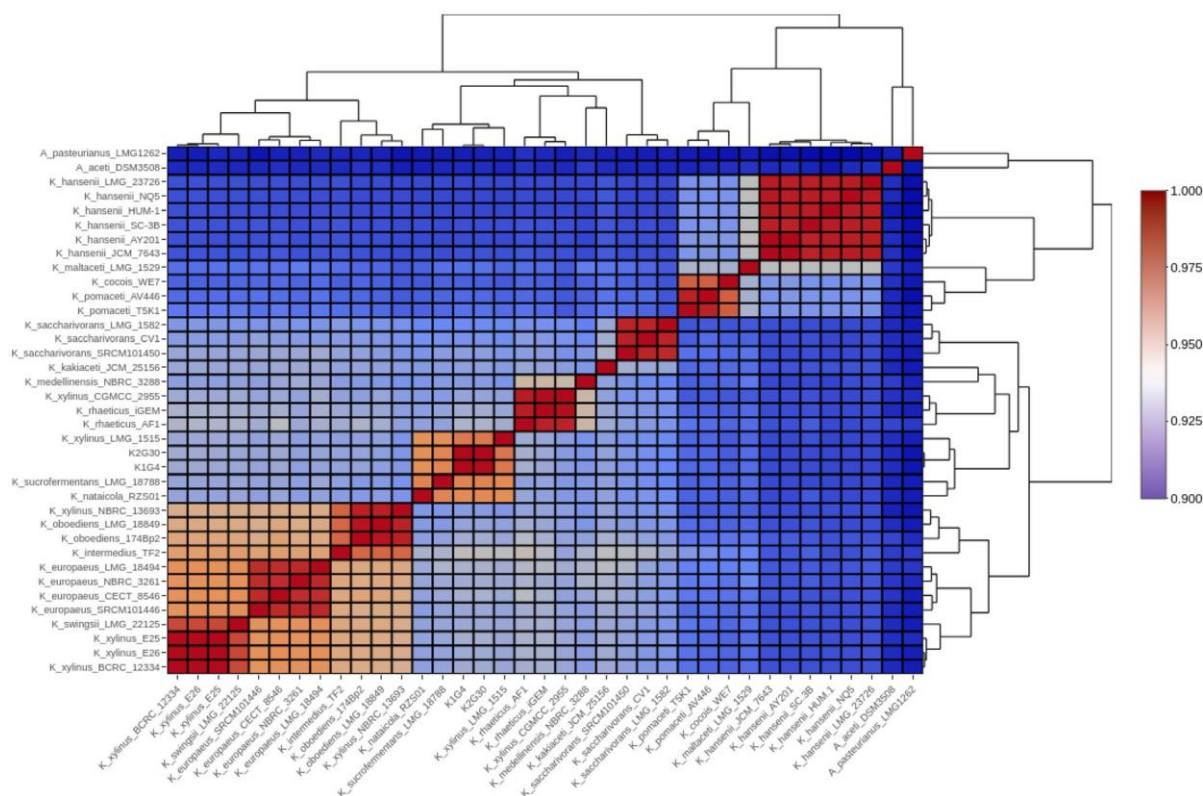 A_pasteurianus_LMG1262
A_aceti_DSM3508
K_hansenii_LMG_23726
K_hansenii_NQ5
K_hansenii_HUM-1
K_hansenii_SC-3B
K_hansenii_AY201
K_hansenii_JCM_7643
K_maltaceti_LMG_1529
K_cocois_WE7
K_pomaceti_AV446
K_pomaceti_T5K1
K_saccharivorans_LMG_1582
K_saccharivorans_CV1
K_saccharivorans_SRCM101450
K_kakiaceti_JCM_25156
K_medellinensis_NBRC_3288
K_xylinus_CGMCC_2955
K_rhaeticus_iGEM
K_rhaeticus_AF1
K_xylinus_LMG_1515
K2G30
K1G4
K_sucrofermentans_LMG_18788
K_nataicola_RZS01
K_xylinus_NBRC_13693
K_oboediens_LMG_18849
K_oboediens_174Bp2
K_intermedius_TF2
K_europaeus_LMG_18494
K_europaeus_NBRC_3261
K_europaeus_CECT_8546
K_europaeus_SRCM101446
K_swingsii_LMG_22125
K_xylinus_E25
K_xylinus_E26
K_xylinus_BCRC_12334
K_xylinus_BCRC_12334
K_xylinus_E26
K_xylinus_E25
K_swingsii_LMG_22125
K_europaeus_SRCM101446
K_europaeus_CECT_8546
K_europaeus_NBRC_3261
K_europaeus_LMG_18494
K_intermedius_TF2
K_oboediens_174Bp2
K_oboediens_LMG_18849
K_xylinus_NBRC_13693
K_nataicola_RZS01
K_sucrofermentans_LMG_18788
K1G4
K2G30
K_xylinus_LMG_1515
K_rhaeticus_AF1
K_rhaeticus_iGEM
K_xylinus_CGMCC_2955
K_medellinensis_NBRC_3288
K_kakiaceti_JCM_25156
K_saccharivorans_SRCM101450
K_saccharivorans_CV1
K_saccharivorans_LMG_1582
K_pomaceti_T5K1
K_pomaceti_AV446
K_cocois_WE7
K_maltaceti_LMG_1529
K_hansenii_JCM_7643
K_hansenii_AY201
K_hansenii_SC-3B
K_hansenii_HUM-1
K_hansenii_NQ5
K_hansenii_LMG_23726
A_aceti_DSM3508
A_pasteurianus_LMG1262
1.000
0.975
0.950
0.925
0.900